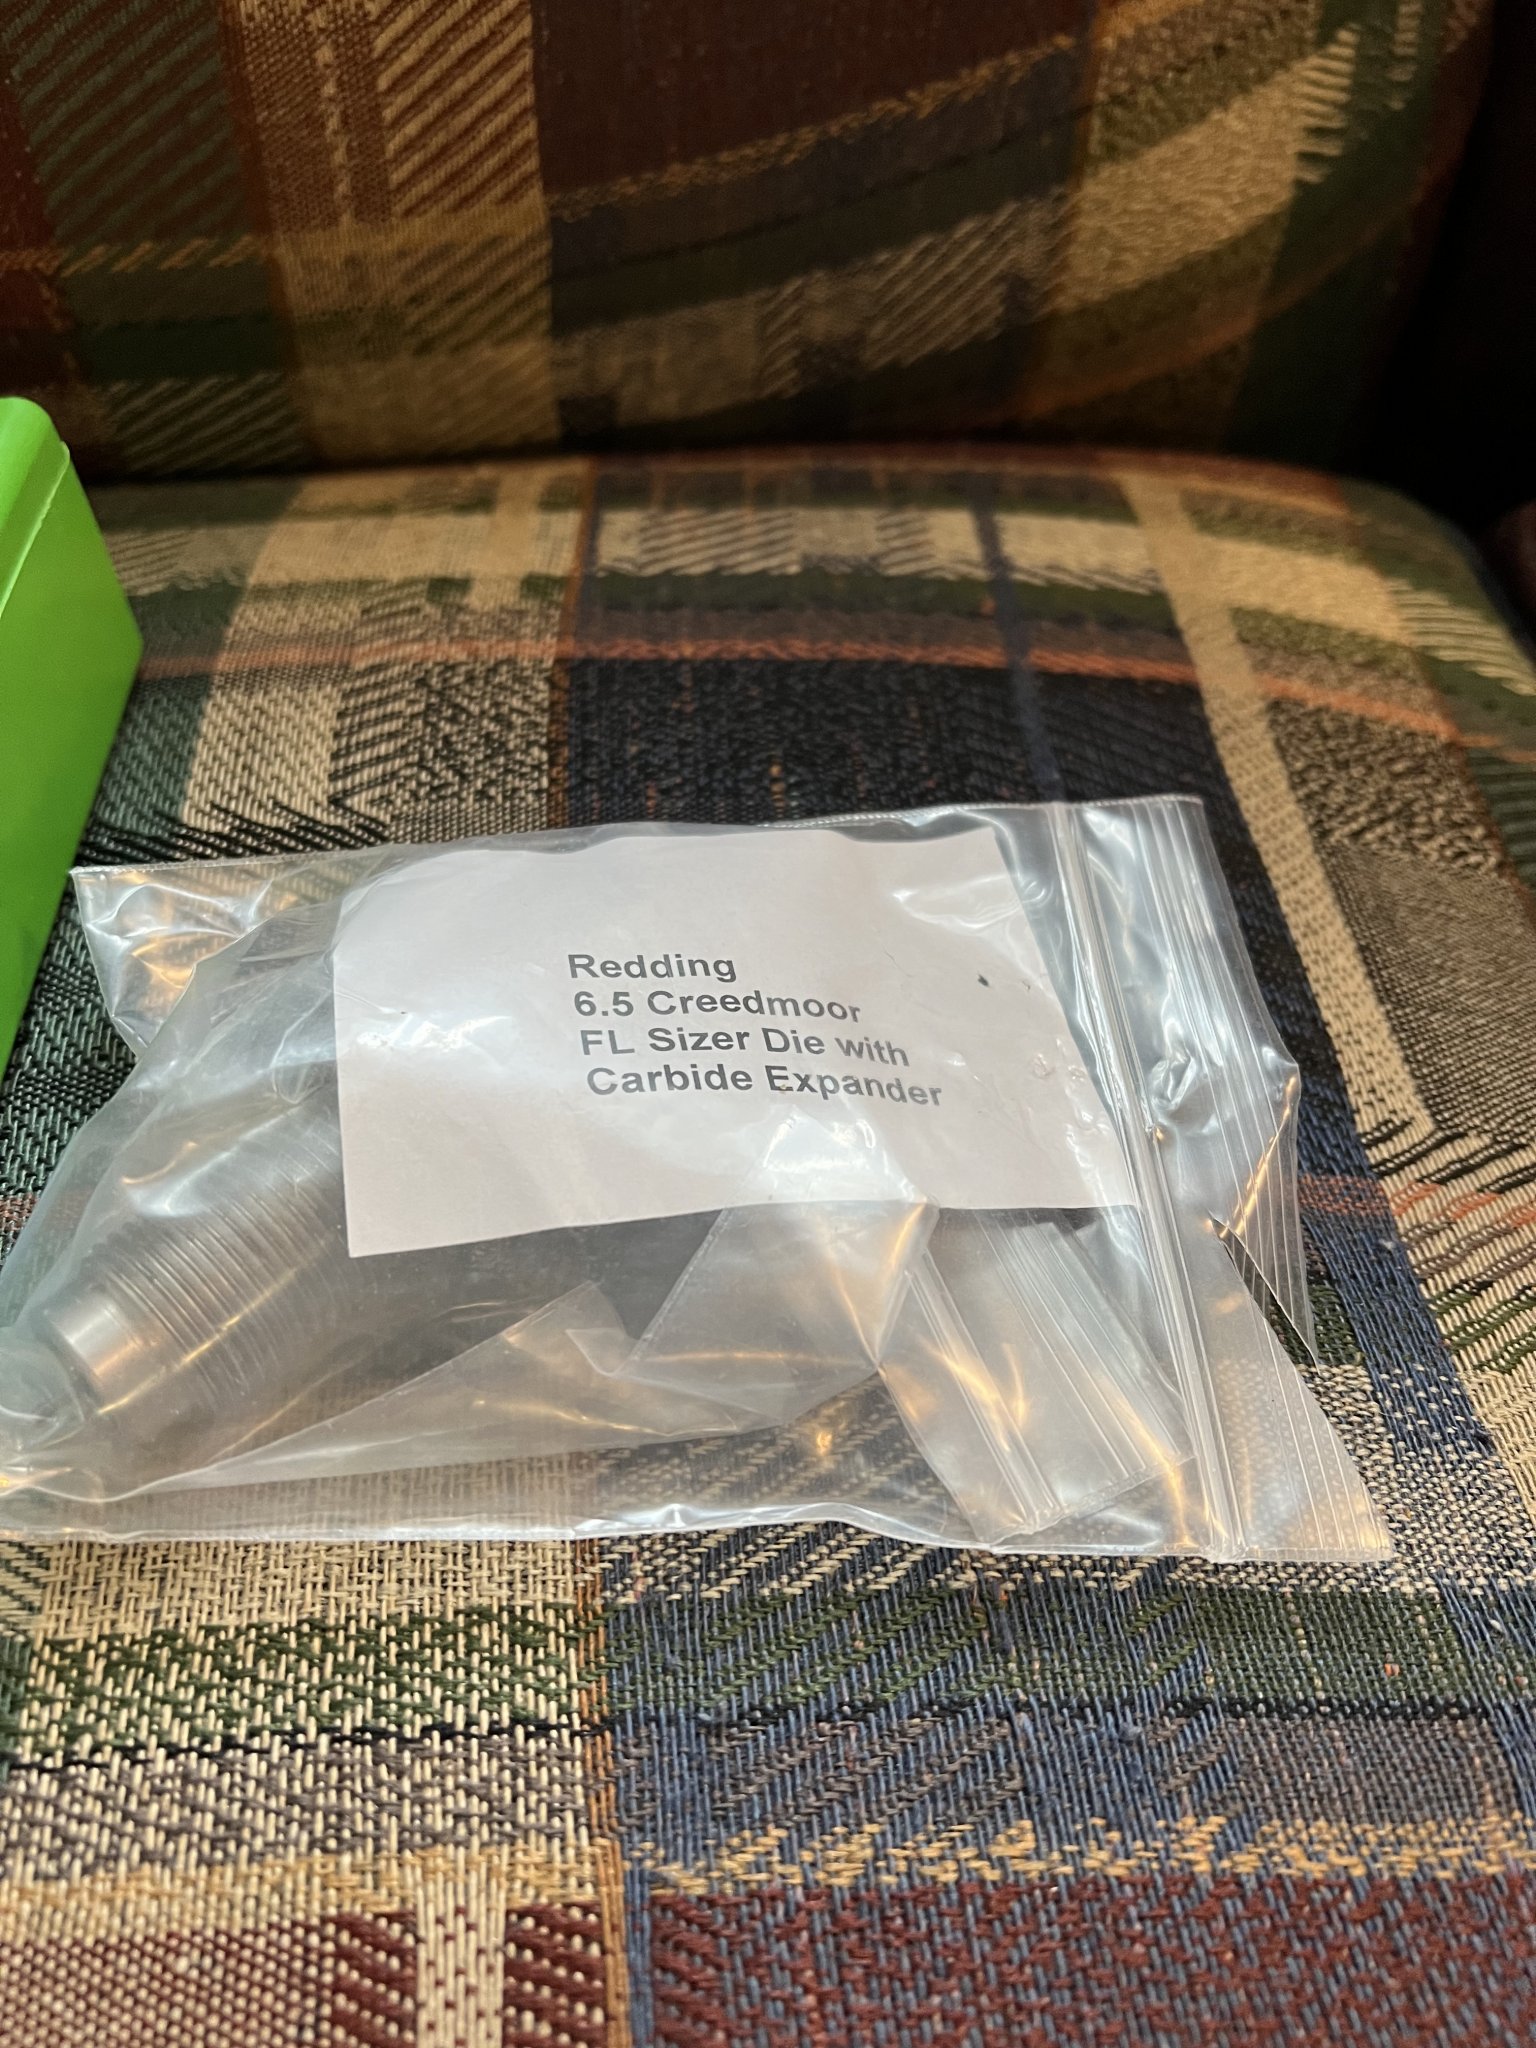 Redding
6.5 Creedmoor
FL Sizer Die with
Carbide Expander